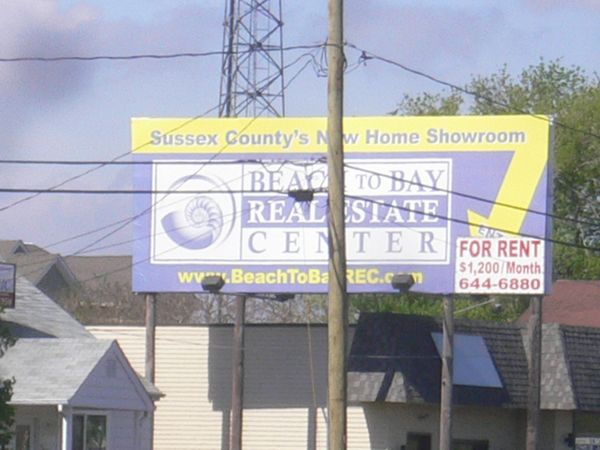 Sussex County's New Home Showroom
BEACH TO BAY
REAL ESTATE
CENTER
www.BeachToBayREC.com
SMS
FOR RENT
$1,200/Month
644-6880